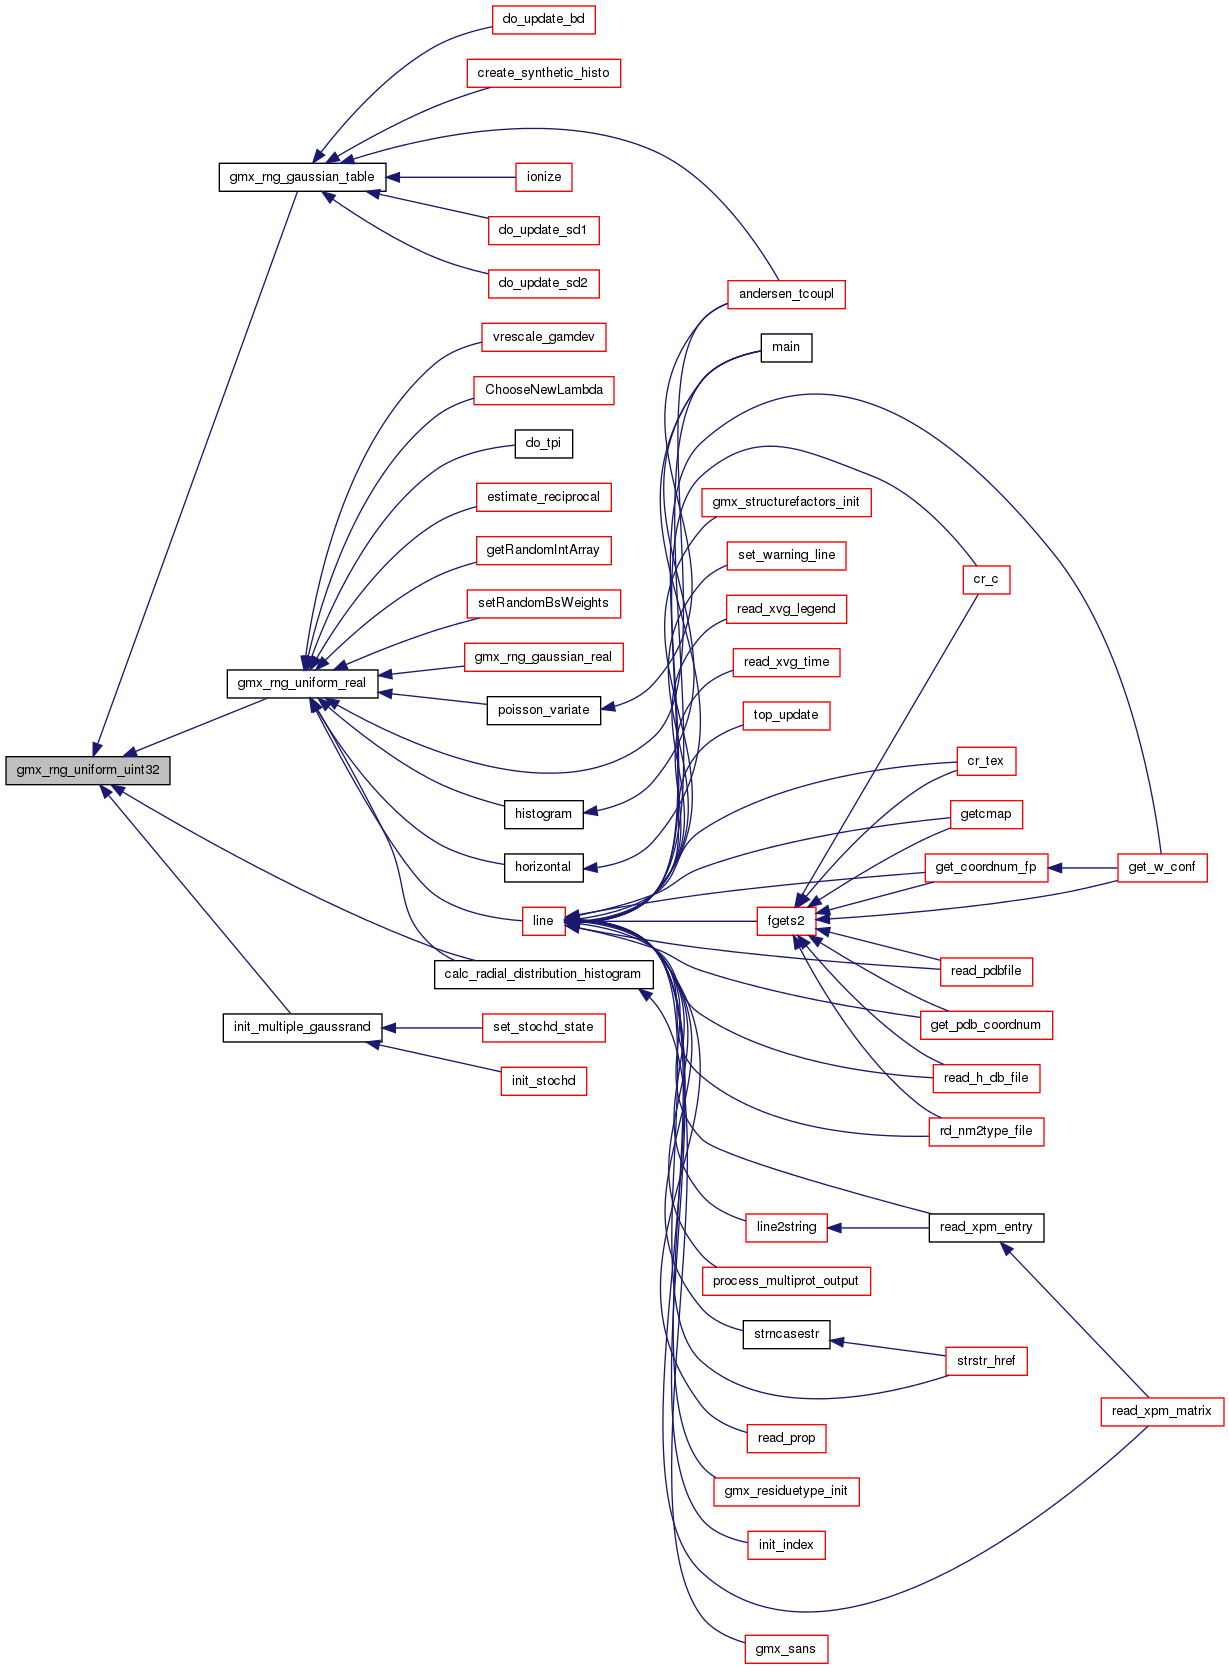 do_update_bd
create_synthetic_histo
gmx_rng_gaussian_table
ionize
do_update_sd1
do_update_sd2
andersen_tcoupl
vrescale_gamdev
main
ChooseNewLambda
do_tpi
estimate_reciprocal
gmx_structurefactors_init
getRandomIntArray
set_warning_line
cr_c
setRandomBsWeights
read_xvg_legend
gmx_rng_gaussian_real
read_xvg_time
gmx_rng_uniform_real
poisson_variate
top_update
gmx_rng_uniform_uint32
cr_tex
histogram
getcmap
horizontal
get_coordnum_fp
get_w_conf
line
fgets2
calc_radial_distribution_histogram
read_pdbfile
init_multiple_gaussrand
set_stochd_state
get_pdb_coordnum
init_stochd
read_h_db_file
rd_nm2type_file
line2string
read_xpm_entry
process_multiprot_output
strncasestr
strstr_href
read_xpm_matrix
read_prop
gmx_residuetype_init
init_index
gmx_sans